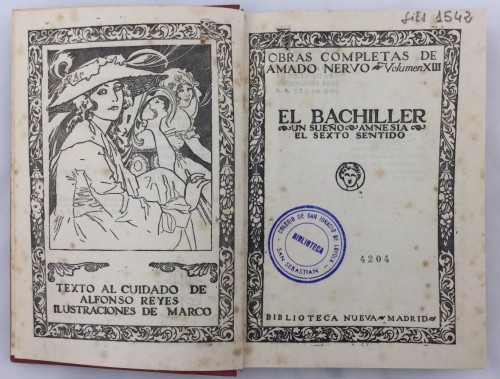 TEXTO AL CUIDADO DE
ALFONSO REYES
ILUSTRACIONES DE MARCO
OBRAS COMPLETAS DE
AMADO NERVO Volumen XIII
EL BACHILLER
UN SUEÑO AMNESIA
EL SEXTO SENTIDO
COLEGIO DE SAN IGNACIO DE LOYOLA
BIBLIOTECA
SAN SEBASTIAN
4204
BIBLIOTECA NUEVA MADRID
1542